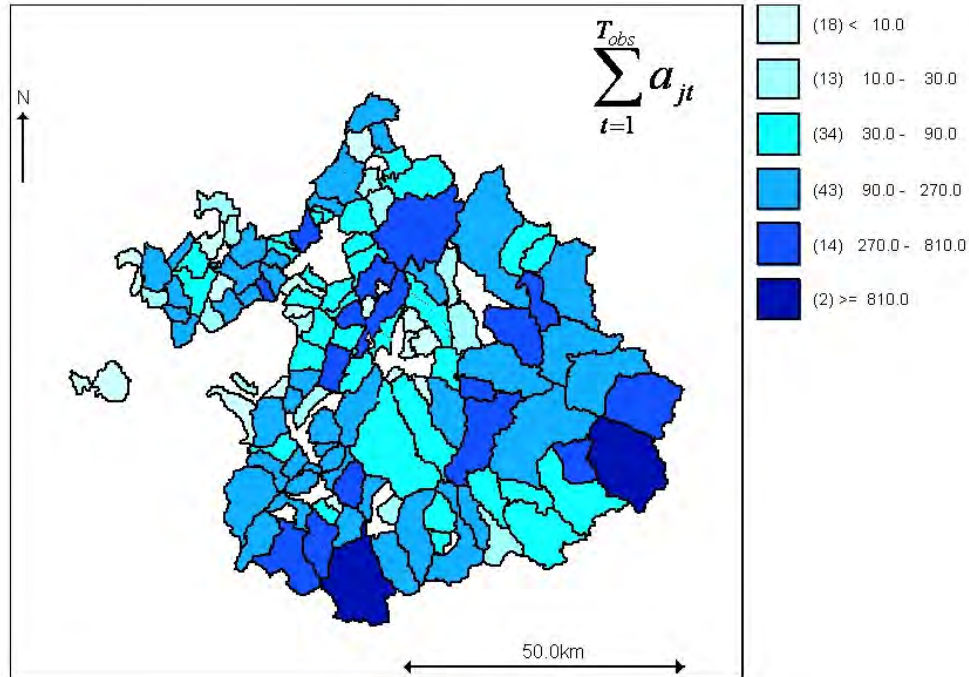 T_obs
∑ a_jt
t=1
N
50.0km
(18) < 10.0
(13) 10.0 - 30.0
(34) 30.0 - 90.0
(43) 90.0 - 270.0
(14) 270.0 - 810.0
(2) >= 810.0